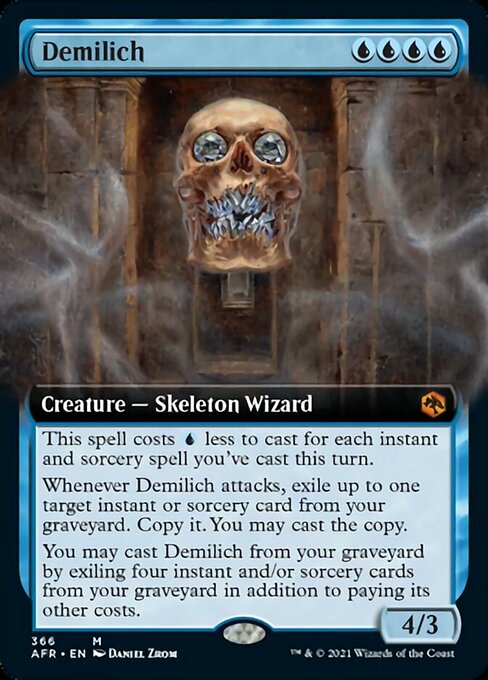 Demilich
Creature — Skeleton Wizard
This spell costs less to cast for each instant
and sorcery spell you've cast this turn.
Whenever Demilich attacks, exile up to one
target instant or sorcery card from your
graveyard. Copy it. You may cast the copy.
You may cast Demilich from your graveyard
by exiling four instant and/or sorcery cards
from your graveyard in addition to paying its
other costs.
4/3
366 M
AFR • EN Daniel Zrom
™ & © 2021 Wizards of the Coast